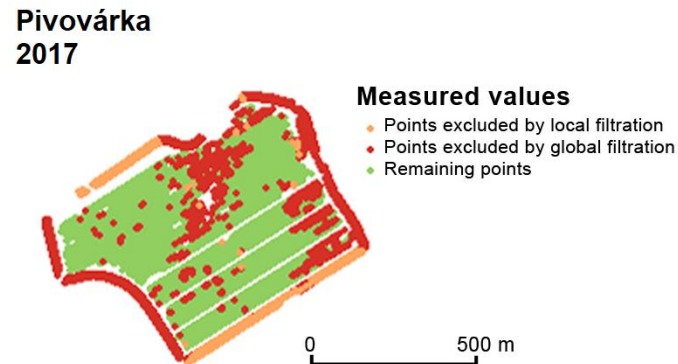 Pivovárka
2017
Measured values
Points excluded by local filtration
Points excluded by global filtration
Remaining points
0 500 m